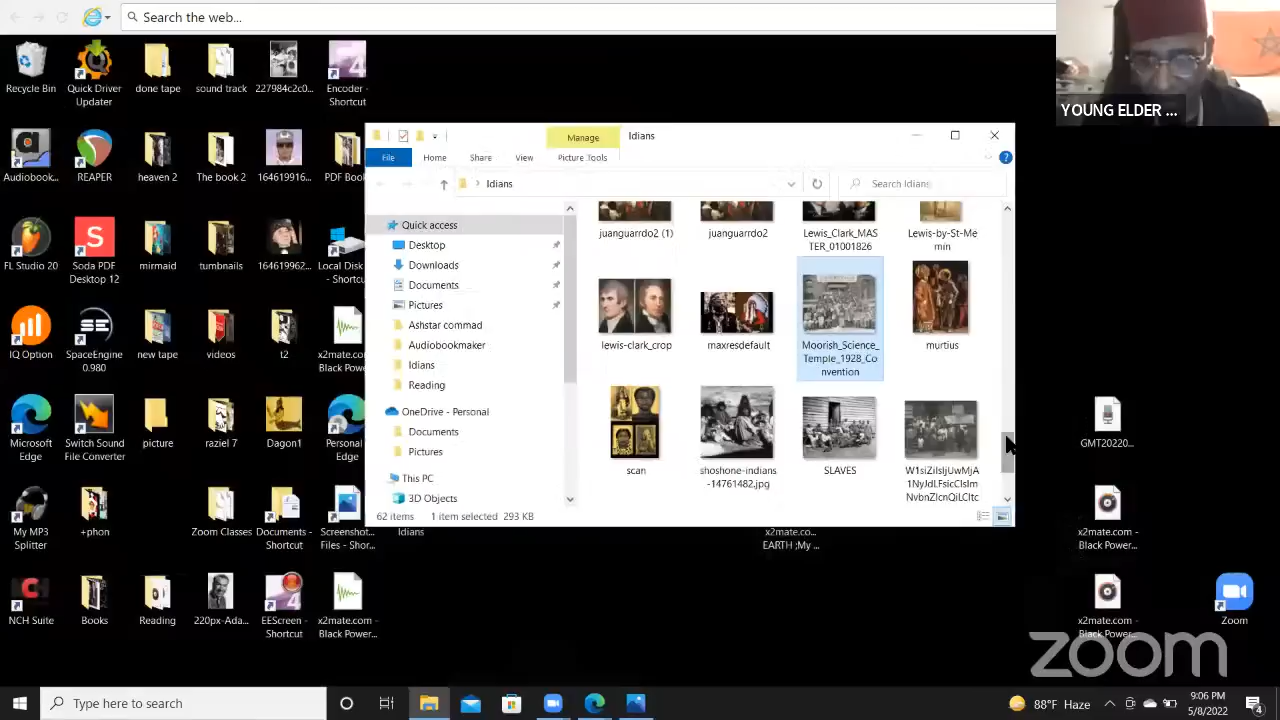 Search the web...
YOUNG ELDER ...
Recycle Bin
Quick Driver
Updater
done tape
sound track
227984c2c0...
Encoder -
Shortcut
Audiobook...
REAPER
heaven 2
The book 2
164619916...
PDF Book
FL Studio 20
Soda PDF
Desktop 12
mirmaid
tumbnails
164619962...
Local Disk
- Shortcu
IQ Option
SpaceEngine
0.980
new tape
videos
t2
x2mate.co
Black Powe
Microsoft
Edge
Switch Sound
File Converter
picture
raziel 7
Dagon1
Personal
Edge
My MP3
Splitter
+phon
Zoom Classes
Documents -
Shortcut
Screenshot...
Files - Shor...
Idians
NCH Suite
Books
Reading
220px-Ada...
EEScreen -
Shortcut
x2mate.com -
Black Power...
Manage
Idians
File
Home
Share
View
Picture Tools
Idians
Search Idians
Quick access
Desktop
Downloads
Documents
Pictures
Ashstar commad
Audiobookmaker
Idians
Reading
OneDrive - Personal
Documents
Pictures
This PC
3D Objects
juanguarrdo2 (1)
juanguarrdo2
Lewis_Clark_MAS
TER_01001826
Lewis-by-St-Me
min
lewis-clark_crop
maxresdefault
Moorish_Science_
Temple_1928_Co
nvention
murtius
scan
shoshone-indians
-14761482.jpg
SLAVES
62 items
1 item selected
293 KB
x2mate.co...
EARTH ;My ...
GMT20220...
x2mate.com -
Black Power...
x2mate.com -
Black Power...
Zoom
zoom
Type here to search
88°F Haze
9:06 PM
5/8/2022
4